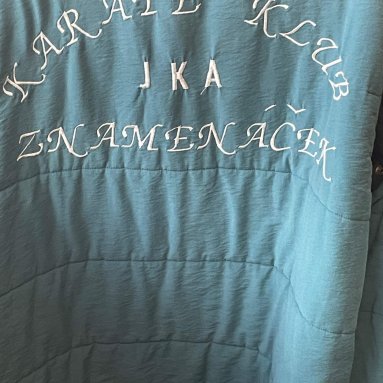 KARATE KLUB
JKA
ZNAMENÁČEK